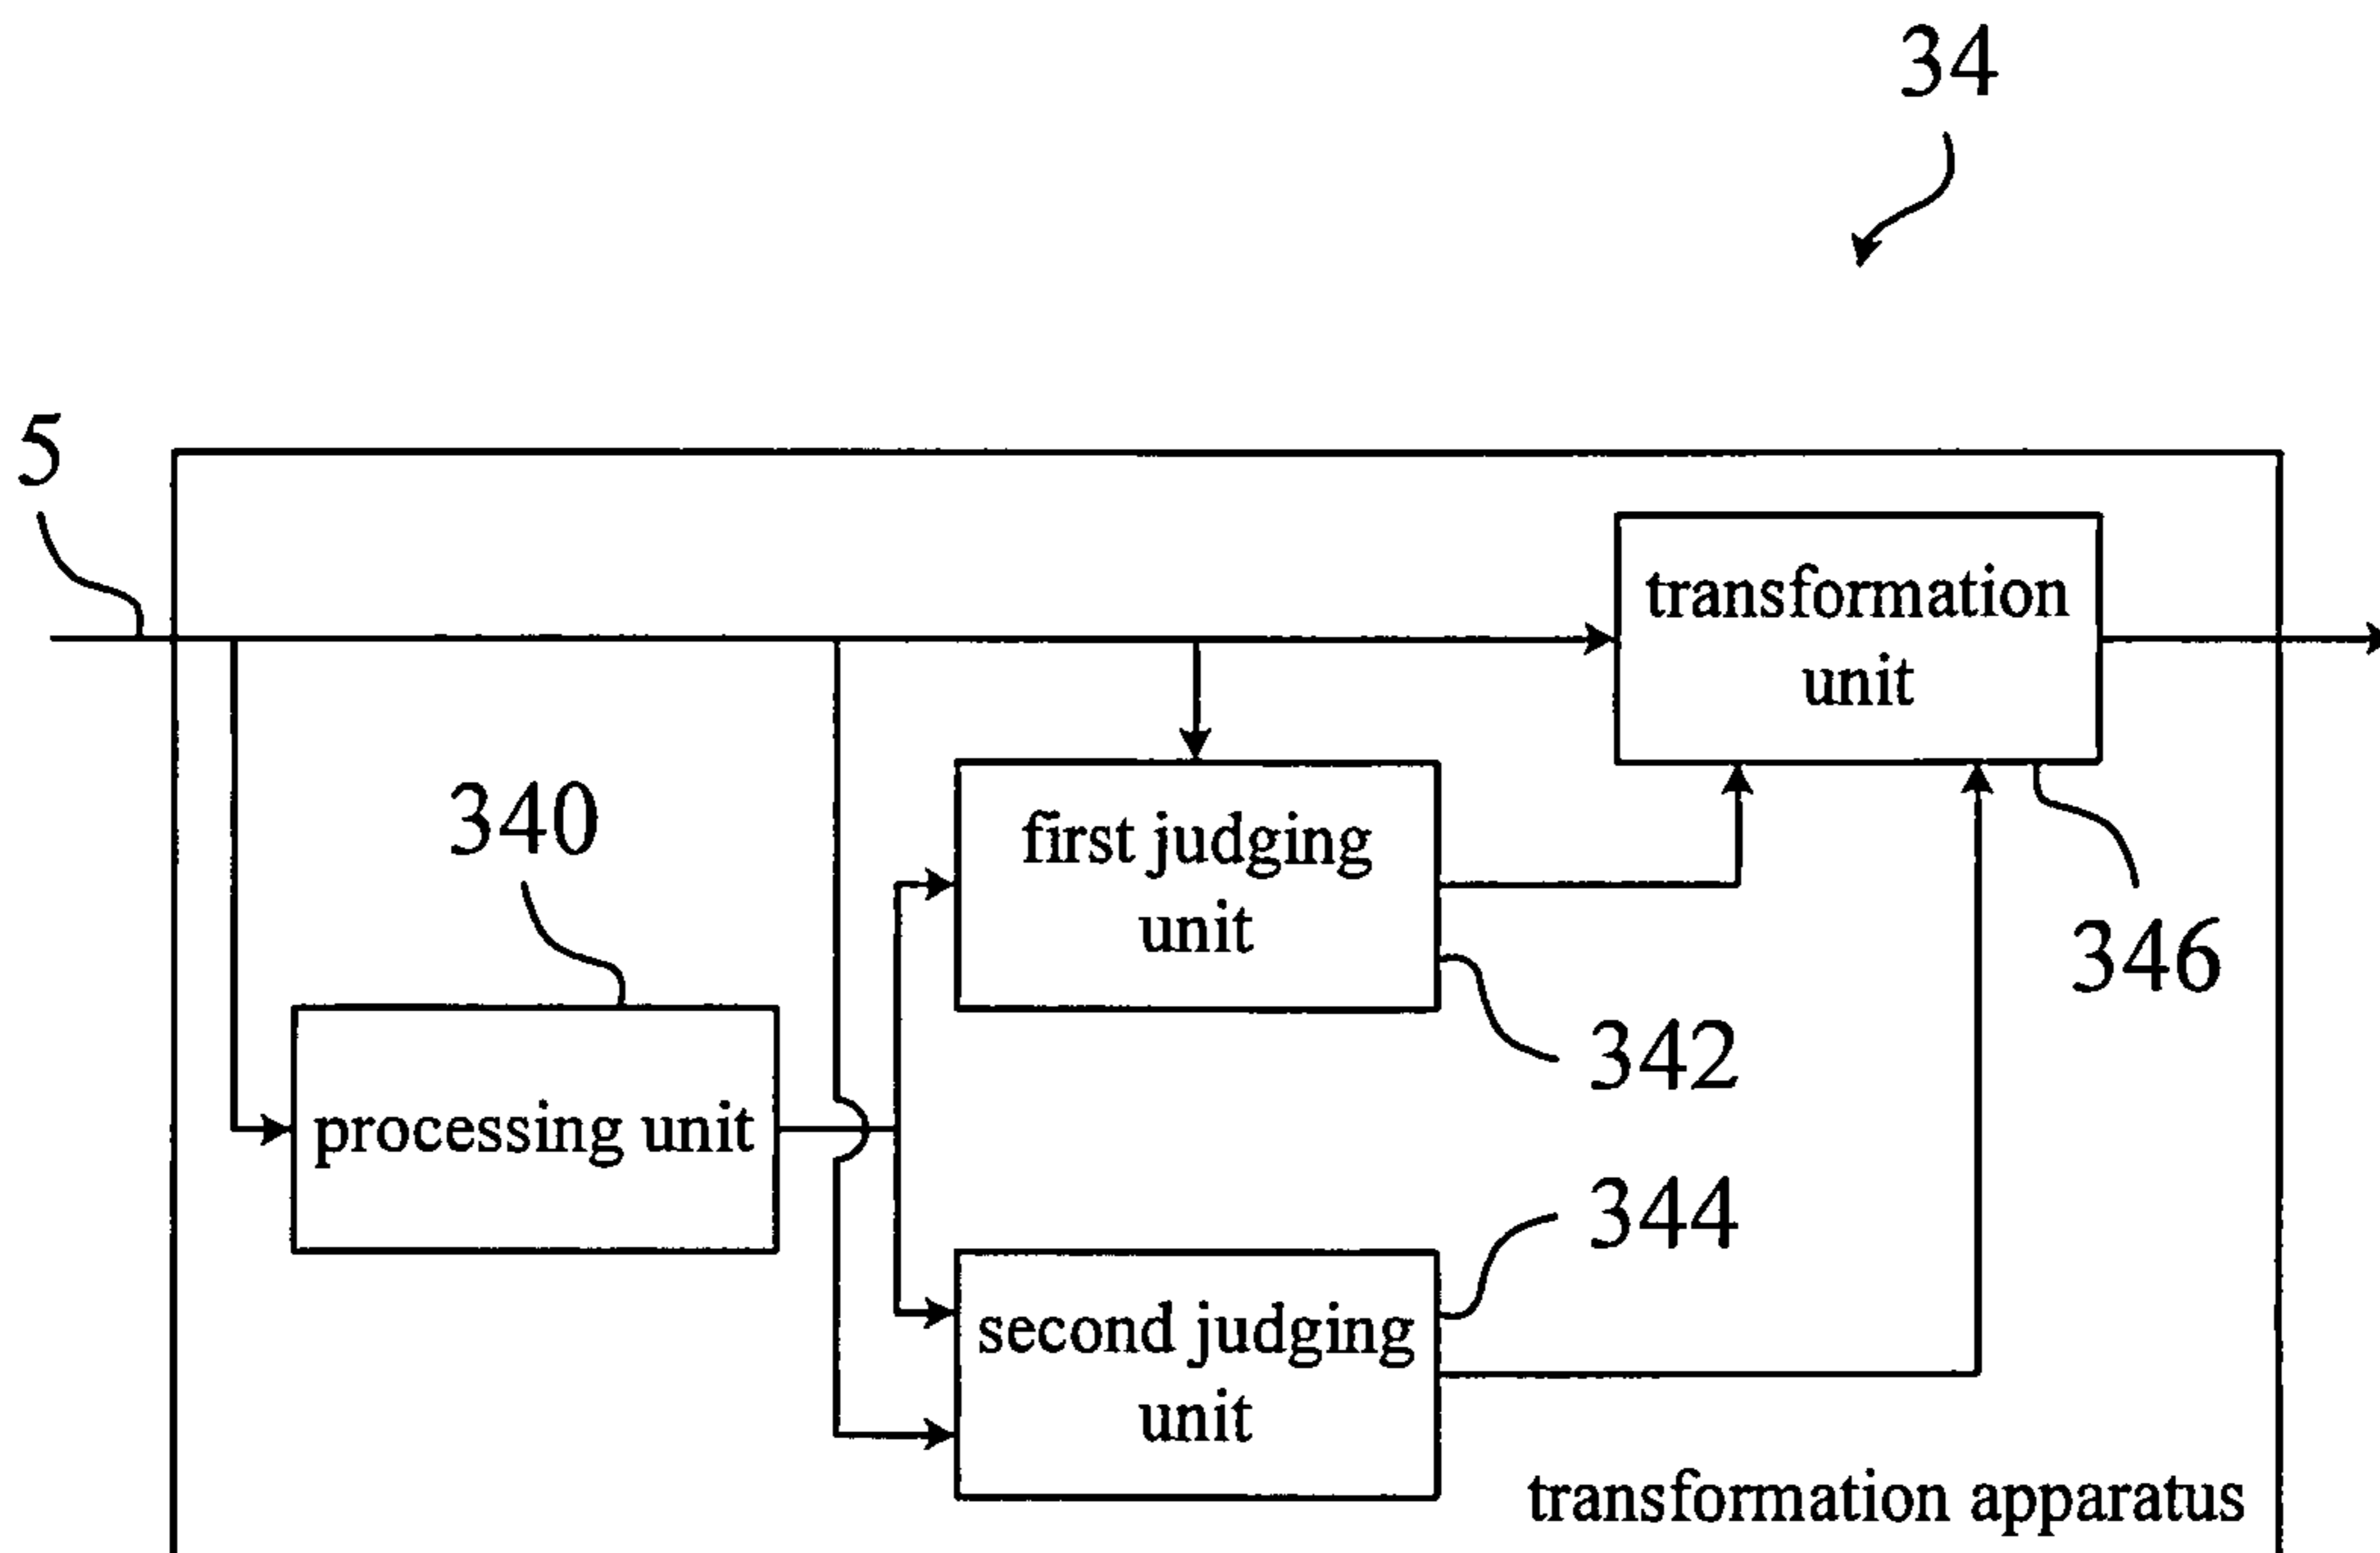 34
5
transformation
unit
340
first judging
unit
346
342
processing unit
344
second judging
unit
transformation apparatus